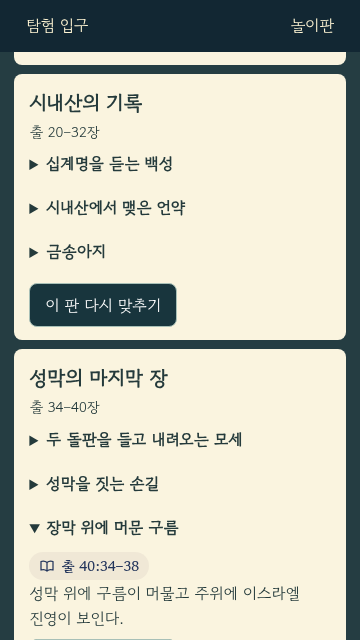 탐험 입구
놀이판
시내산의 기록
출 20–32장
▶ 십계명을 듣는 백성
▶ 시내산에서 맺은 언약
▶ 금송아지
이 판 다시 맞추기
성막의 마지막 장
출 34–40장
▶ 두 돌판을 들고 내려오는 모세
▶ 성막을 짓는 손길
▼ 장막 위에 머문 구름
출 40:34–38
성막 위에 구름이 머물고 주위에 이스라엘
진영이 보인다.